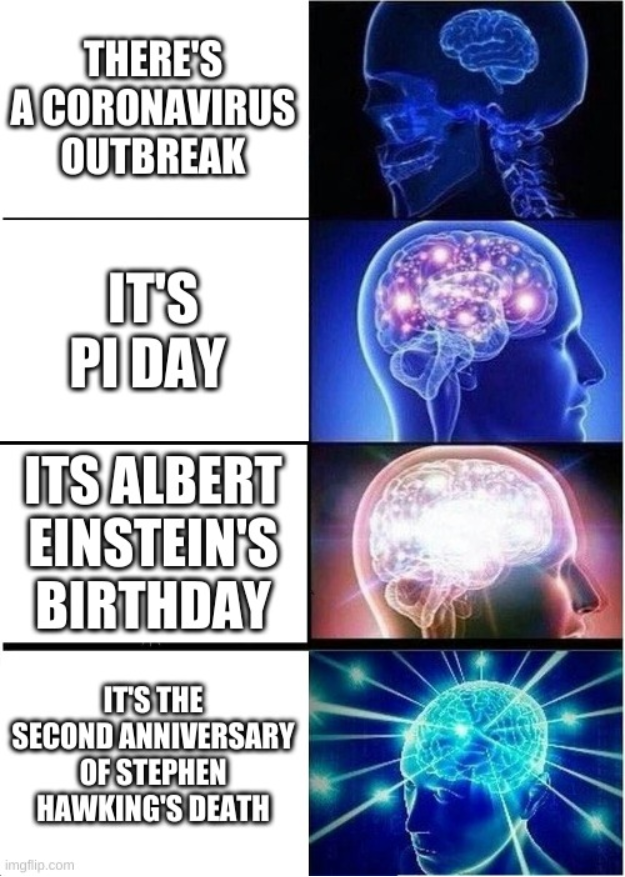 THERE'S
A CORONAVIRUS
OUTBREAK
IT'S
PI DAY
ITS ALBERT
EINSTEIN'S
BIRTHDAY
IT'S THE
SECOND ANNIVERSARY
OF STEPHEN
HAWKING'S DEATH
imgflip.com